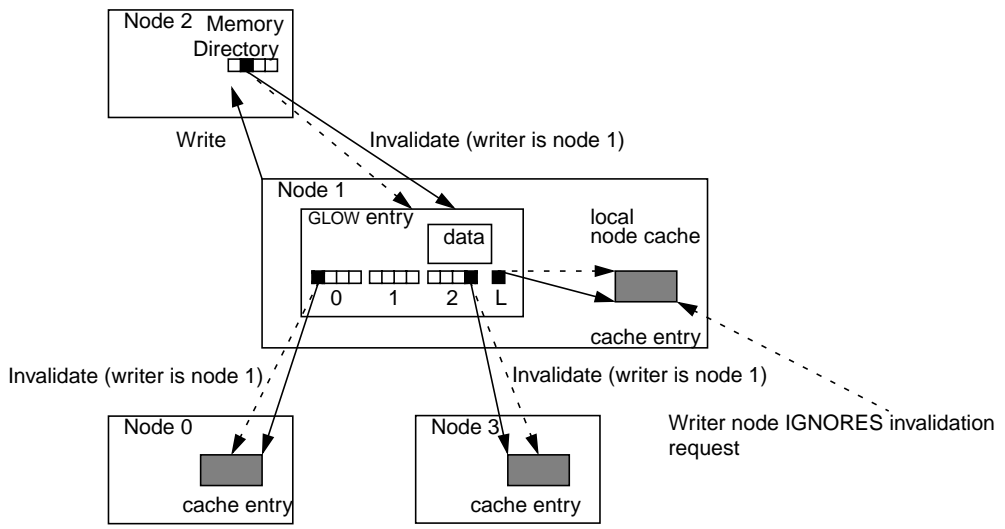 Node 2 Memory
Directory
Write
Invalidate (writer is node 1)
Node 1
GLOW entry
data
local
node cache
0 1 2 L
cache entry
Invalidate (writer is node 1)
Invalidate (writer is node 1)
Node 0
cache entry
Node 3
cache entry
Writer node IGNORES invalidation
request